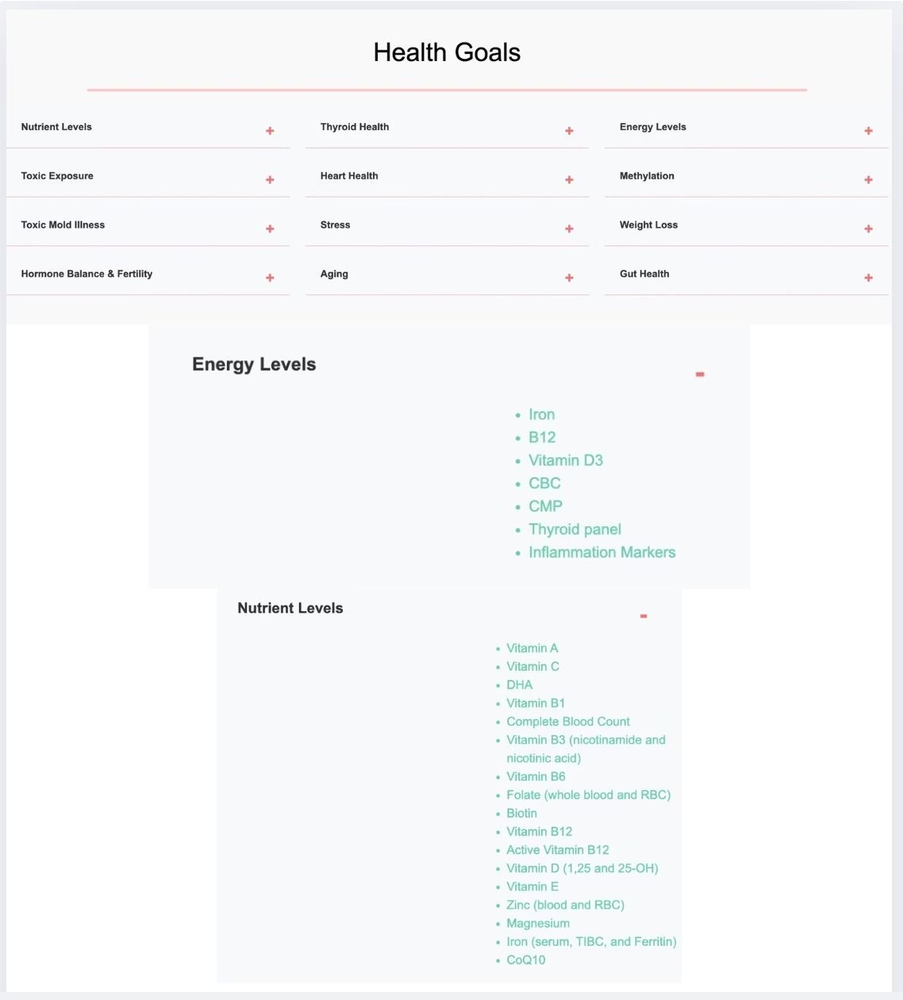 Health Goals
Nutrient Levels +
Thyroid Health +
Energy Levels +
Toxic Exposure +
Heart Health +
Methylation +
Toxic Mold Illness +
Stress +
Weight Loss +
Hormone Balance & Fertility +
Aging +
Gut Health +
Energy Levels -
• Iron
• B12
• Vitamin D3
• CBC
• CMP
• Thyroid panel
• Inflammation Markers
Nutrient Levels -
• Vitamin A
• Vitamin C
• DHA
• Vitamin B1
• Complete Blood Count
• Vitamin B3 (nicotinamide and
nicotinic acid)
• Vitamin B6
• Folate (whole blood and RBC)
• Biotin
• Vitamin B12
• Active Vitamin B12
• Vitamin D (1,25 and 25-OH)
• Vitamin E
• Zinc (blood and RBC)
• Magnesium
• Iron (serum, TIBC, and Ferritin)
• CoQ10